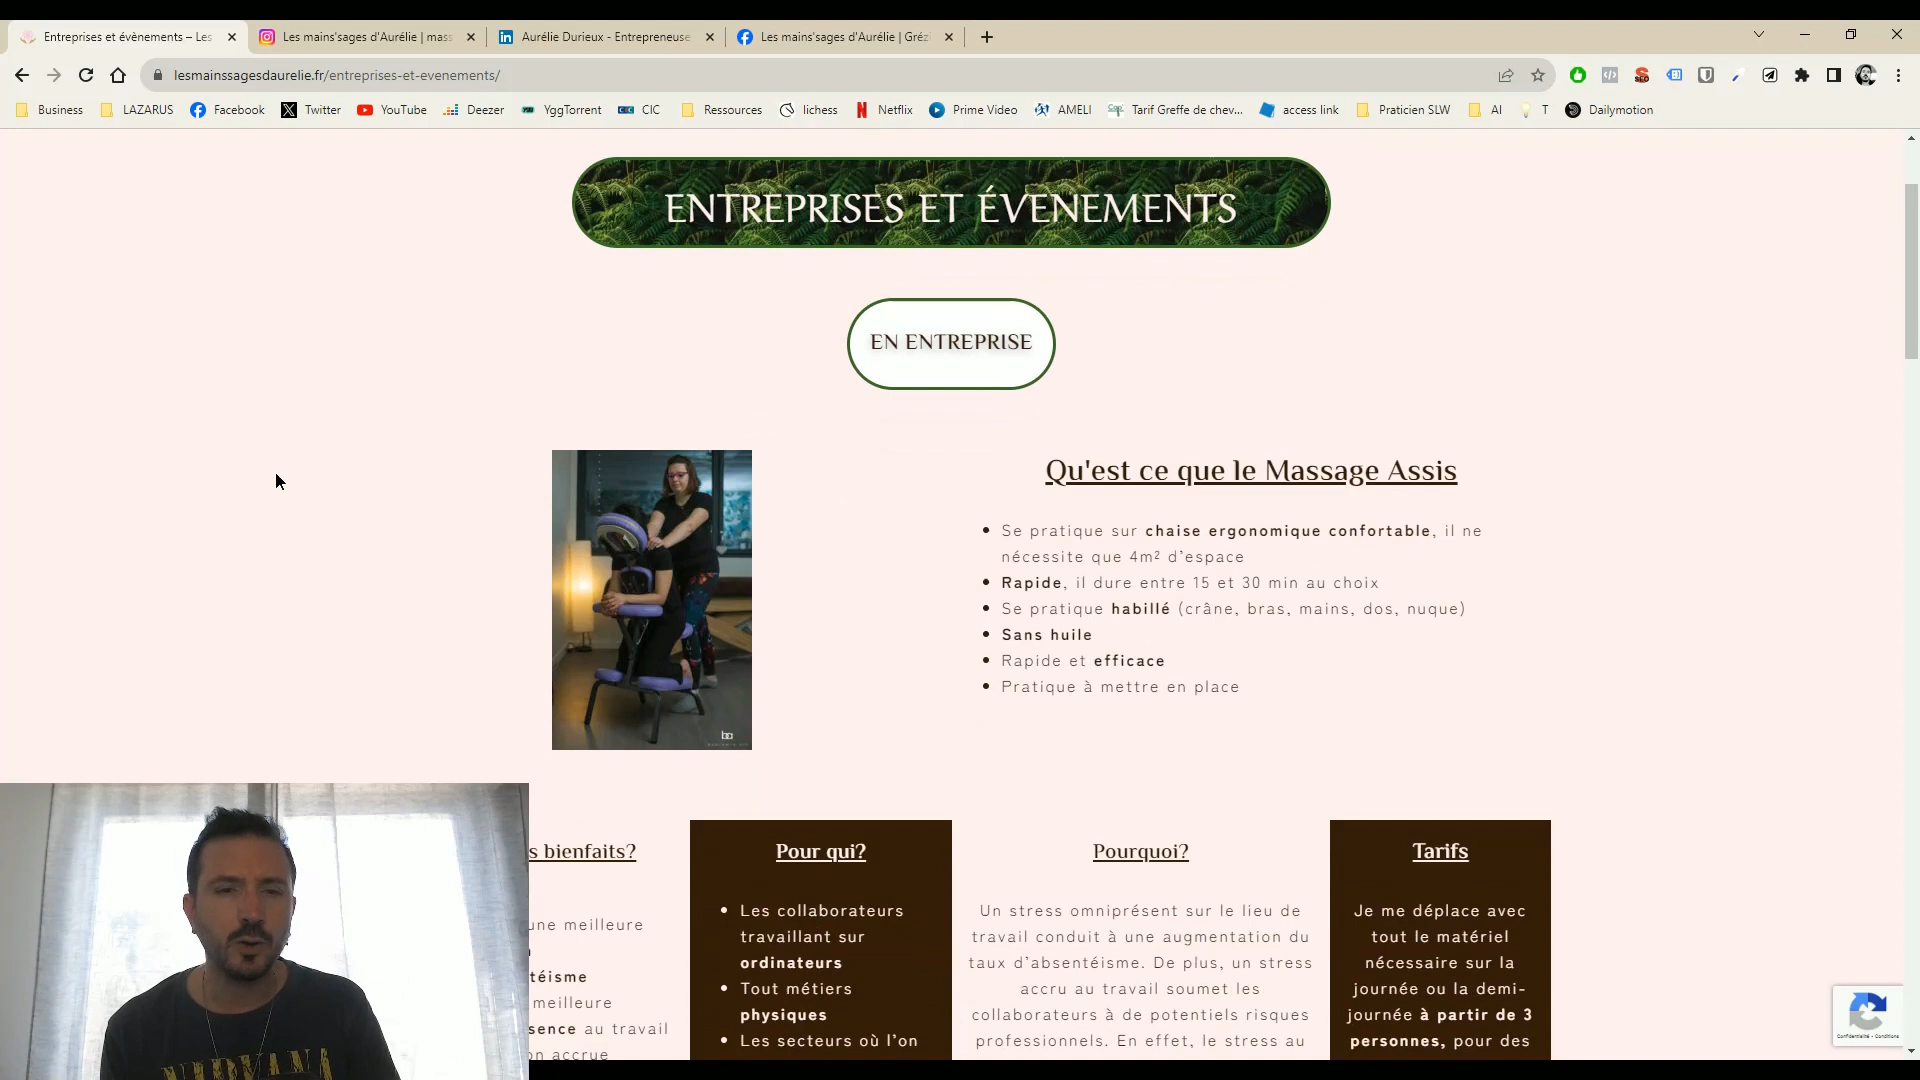 Entreprises et évènements – Les
Les mains'sages d'Aurélie | mass
Aurélie Durieux - Entrepreneuse
Les mains'sages d'Aurélie | Grézi
lesmainssagesdaurelie.fr/entreprises-et-evenements/
Business
LAZARUS
Facebook
Twitter
YouTube
Deezer
YggTorrent
CIC
Ressources
lichess
Netflix
Prime Video
AMELI
Tarif Greffe de chev...
access link
Praticien SLW
AI
T
Dailymotion
ENTREPRISES ET ÉVENEMENTS
EN ENTREPRISE
Qu'est ce que le Massage Assis
Se pratique sur chaise ergonomique confortable, il ne
nécessite que 4m² d’espace
Rapide, il dure entre 15 et 30 min au choix
Se pratique habillé (crâne, bras, mains, dos, nuque)
Sans huile
Rapide et efficace
Pratique à mettre en place
s bienfaits?
une meilleure
téisme
meilleure
sence au travail
on accrue
Pour qui?
Les collaborateurs
travaillant sur
ordinateurs
Tout métiers
physiques
Les secteurs où l’on
Pourquoi?
Un stress omniprésent sur le lieu de
travail conduit à une augmentation du
taux d’absentéisme. De plus, un stress
accru au travail soumet les
collaborateurs à de potentiels risques
professionnels. En effet, le stress au
Tarifs
Je me déplace avec
tout le matériel
nécessaire sur la
journée ou la demi-
journée à partir de 3
personnes, pour des
Confidentialité - Conditions
NIRVANA